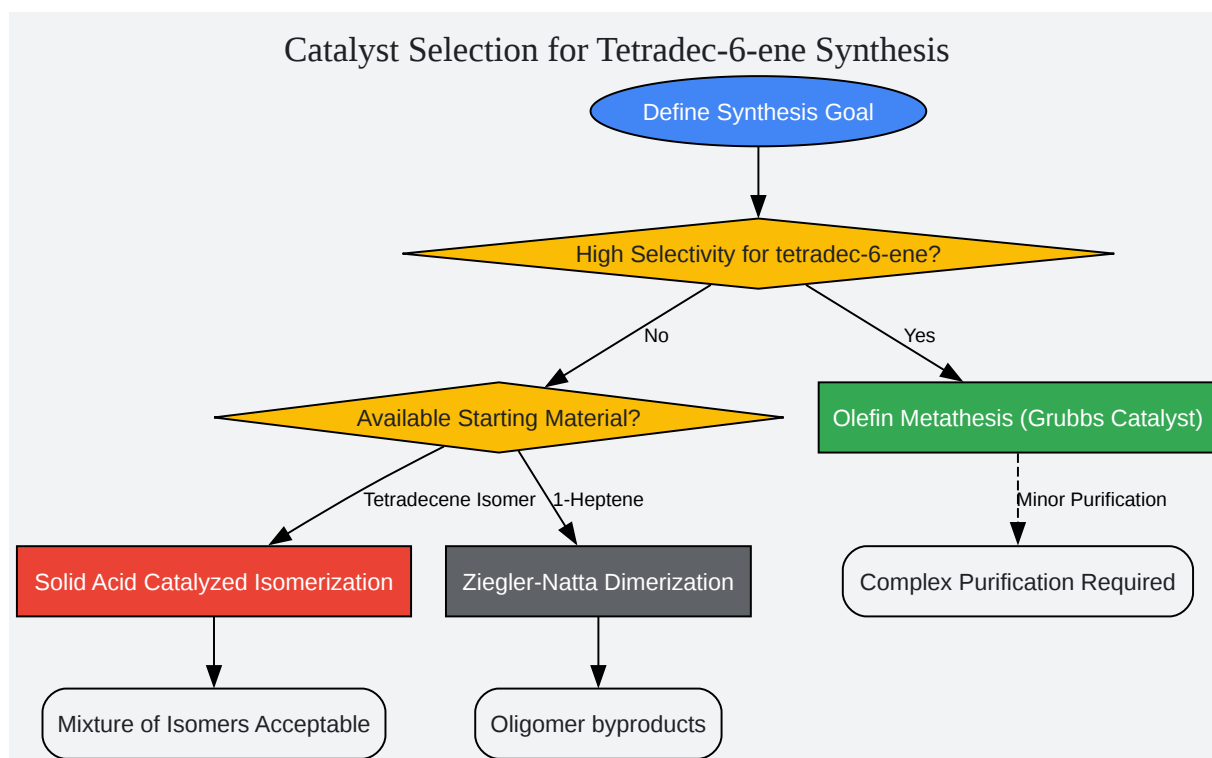 Catalyst Selection for Tetradec-6-ene Synthesis
Define Synthesis Goal
High Selectivity for tetradec-6-ene?
No
Yes
Available Starting Material?
Olefin Metathesis (Grubbs Catalyst)
Tetradecene Isomer
1-Heptene
Minor Purification
Solid Acid Catalyzed Isomerization
Ziegler-Natta Dimerization
Complex Purification Required
Mixture of Isomers Acceptable
Oligomer byproducts